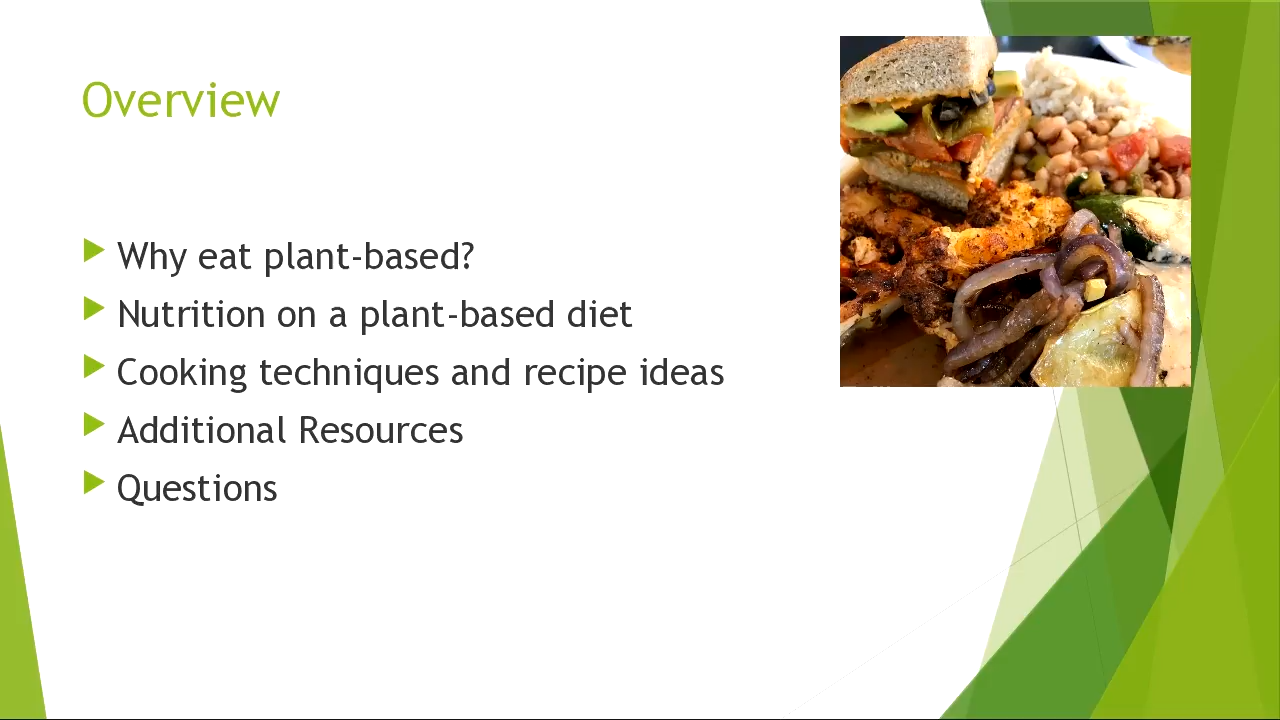 Overview
Why eat plant-based?
Nutrition on a plant-based diet
Cooking techniques and recipe ideas
Additional Resources
Questions